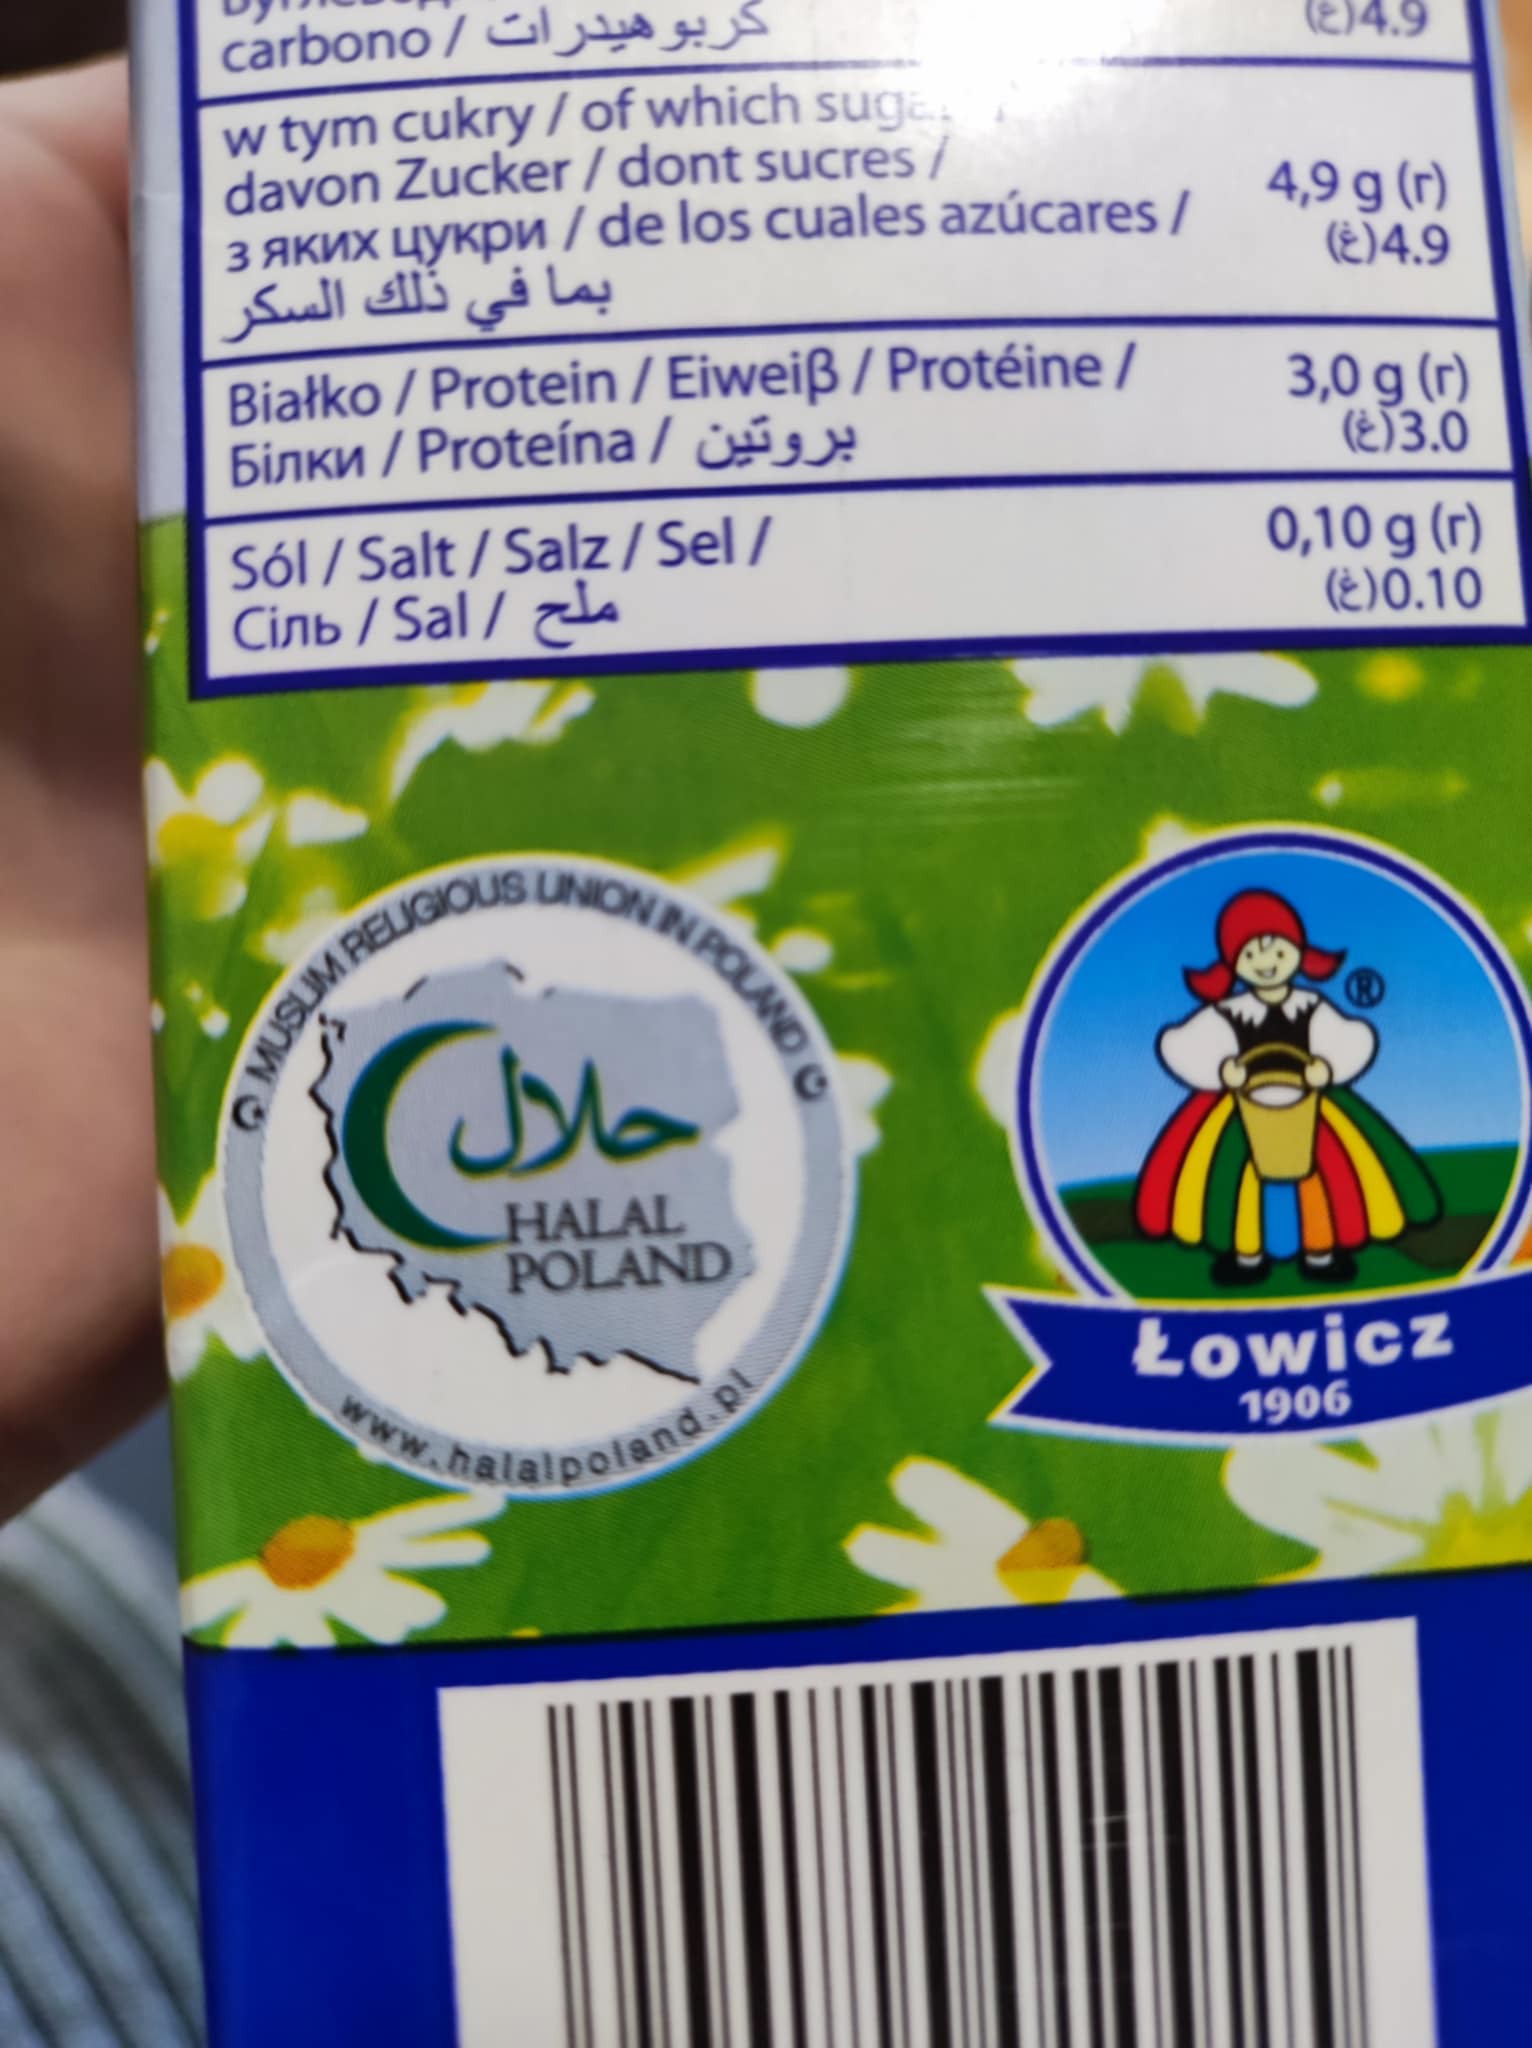 carbono / كربوهيدرات
(غ)4.9
w tym cukry / of which
davon Zucker / dont sucres /
з яких цукри / de los cuales azúcares /
بما في ذلك السكر
4,9 g (г)
(غ)4.9
Białko / Protein / Eiweiβ / Protéine /
Білки / Proteína / بروتين
3,0 g (г)
(غ)3.0
Sól / Salt / Salz / Sel /
Сіль / Sal / ملح
0,10 g (г)
(غ)0.10
MUSLIM RELIGIOUS UNION IN POLAND
حلال
HALAL
POLAND
www.halalpoland.pl
®
Łowicz
1906